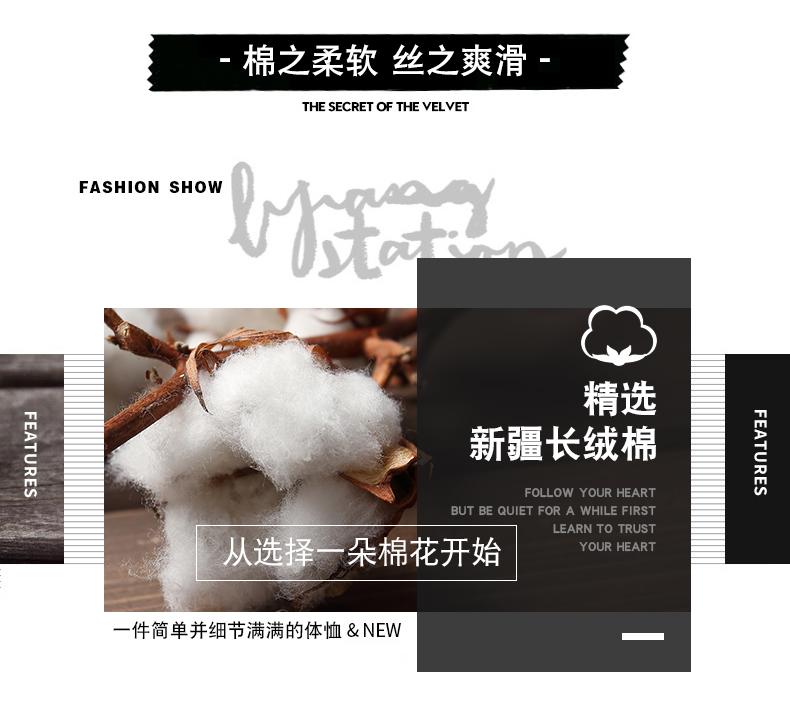 - 棉之柔软 丝之爽滑 -
THE SECRET OF THE VELVET
FASHION SHOW
station
精选
新疆长绒棉
FOLLOW YOUR HEART
BUT BE QUIET FOR A WHILE FIRST
LEARN TO TRUST
YOUR HEART
FEATURES
FEATURES
从选择一朵棉花开始
一件简单并细节满满的体恤 & NEW